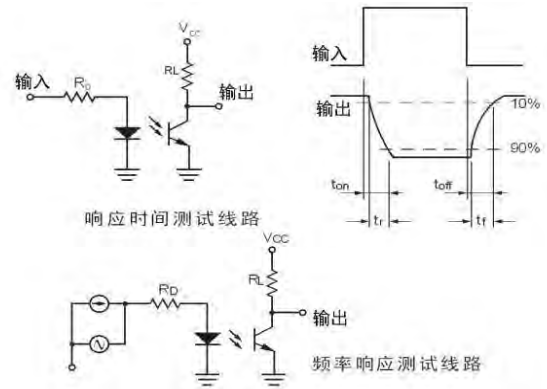 Vcc
RL
输入
RD
输出
响应时间测试线路
输入
输出
10%
90%
ton
toff
tr
tf
VCC
RL
RD
输出
频率响应测试线路